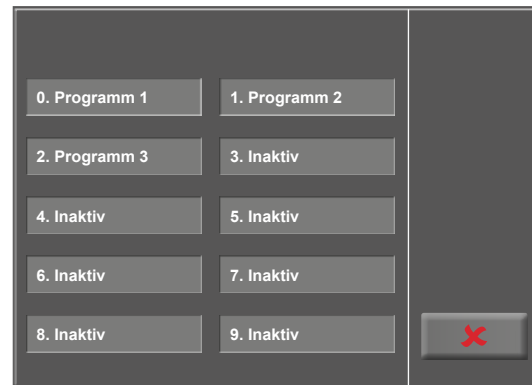 0. Programm 1
1. Programm 2
2. Programm 3
3. Inaktiv
4. Inaktiv
5. Inaktiv
6. Inaktiv
7. Inaktiv
8. Inaktiv
9. Inaktiv